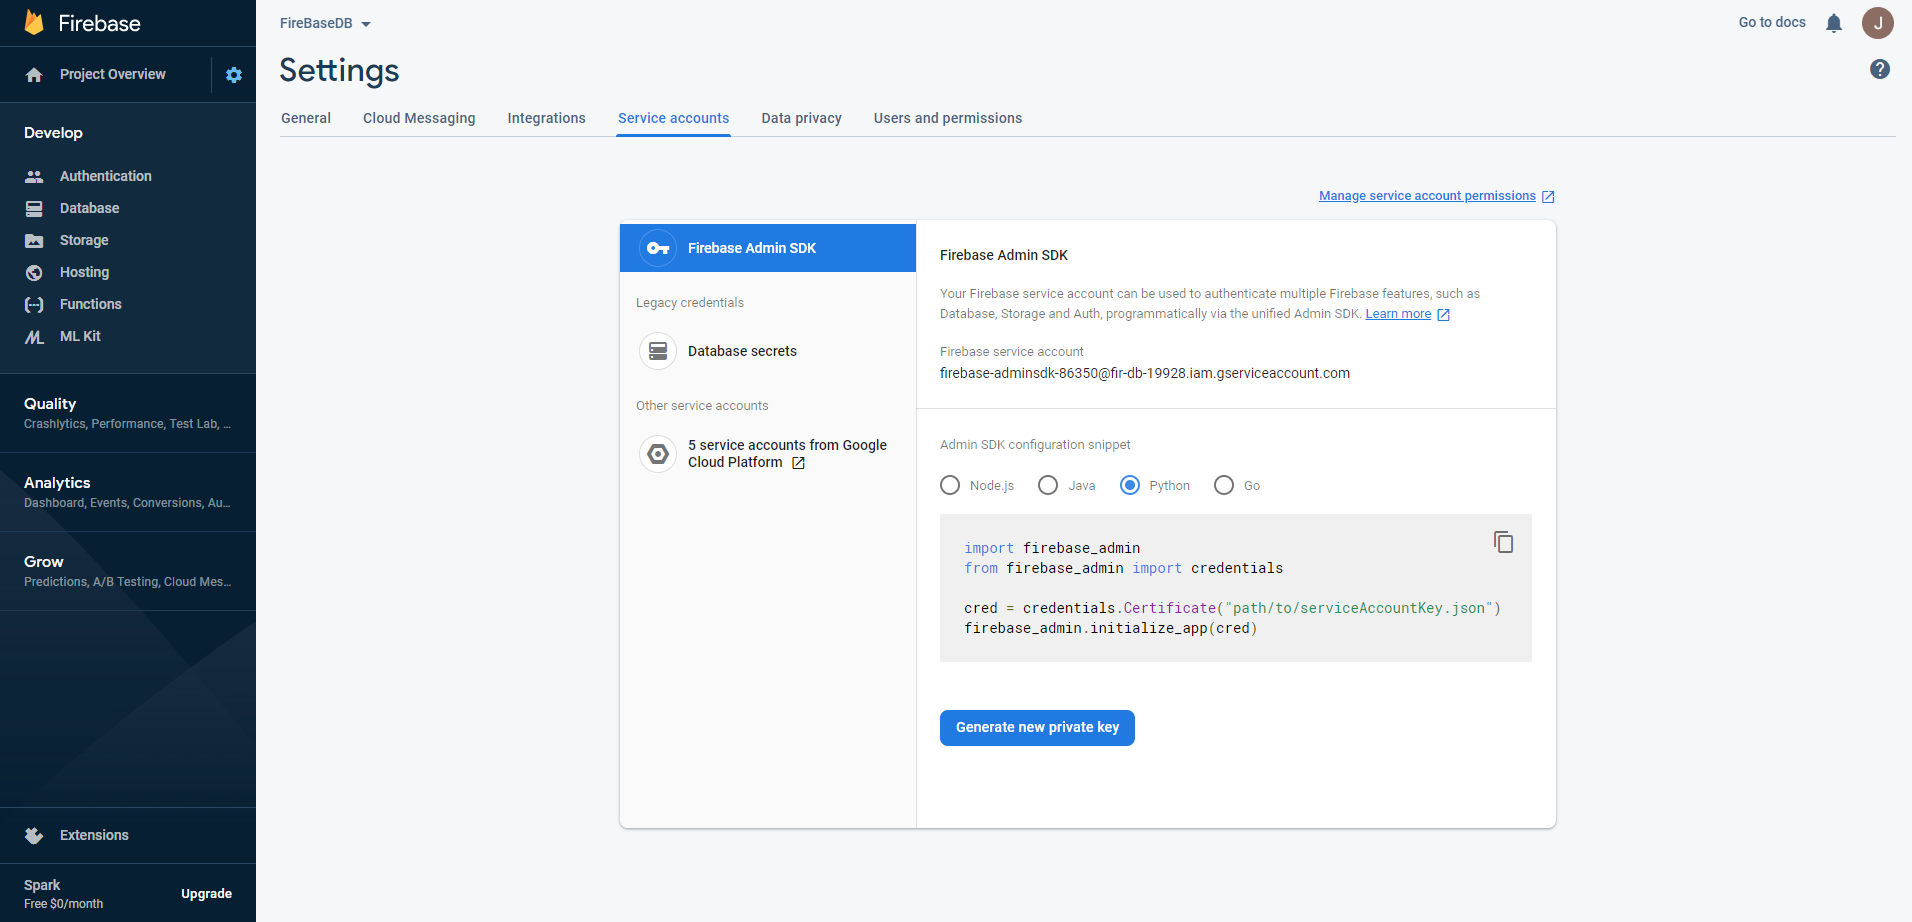 Firebase
Project Overview
Develop
Authentication
Database
Storage
Hosting
Functions
ML Kit
Quality
Crashlytics, Performance, Test Lab, ...
Analytics
Dashboard, Events, Conversions, Au...
Grow
Predictions, A/B Testing, Cloud Mes...
Extensions
Spark
Free $0/month
Upgrade
FireBaseDB
Go to docs
J
Settings
?
General Cloud Messaging Integrations Service accounts Data privacy Users and permissions
Manage service account permissions
Firebase Admin SDK
Legacy credentials
Database secrets
Other service accounts
5 service accounts from Google
Cloud Platform
Firebase Admin SDK
Your Firebase service account can be used to authenticate multiple Firebase features, such as
Database, Storage and Auth, programmatically via the unified Admin SDK. Learn more
Firebase service account
firebase-adminsdk-86350@fir-db-19928.iam.gserviceaccount.com
Admin SDK configuration snippet
Node.js Java Python Go
import firebase_admin
from firebase_admin import credentials
cred = credentials.Certificate("path/to/serviceAccountKey.json")
firebase_admin.initialize_app(cred)
Generate new private key